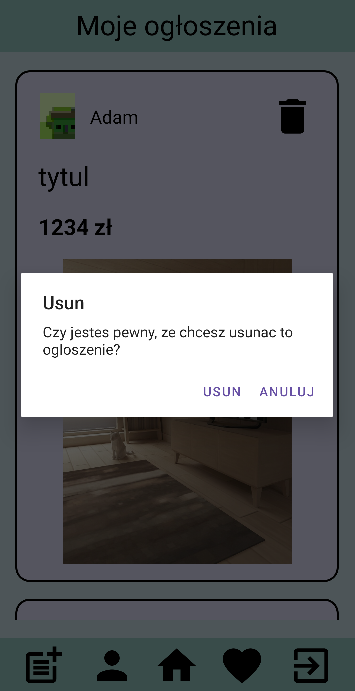 Moje ogłoszenia
Adam
tytul
1234 zł
Usun
Czy jestes pewny, ze chcesz usunac to
ogloszenie?
USUN ANULUJ